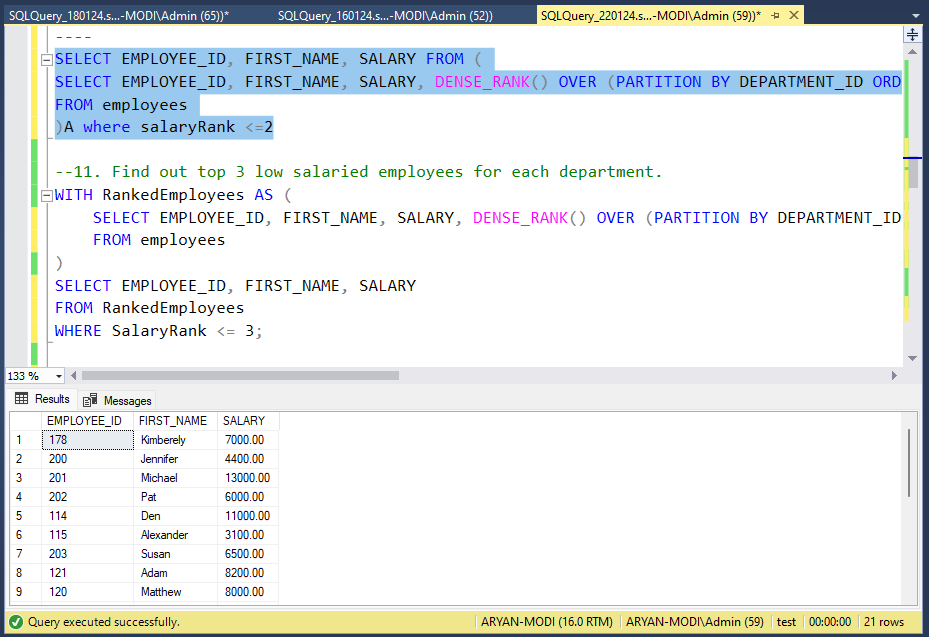 SQLQuery_180124.s...-MODI\Admin (65))* SQLQuery_160124.s...-MODI\Admin (52)) SQLQuery_220124.s...-MODI\Admin (59))*
----
SELECT EMPLOYEE_ID, FIRST_NAME, SALARY FROM (
SELECT EMPLOYEE_ID, FIRST_NAME, SALARY, DENSE_RANK() OVER (PARTITION BY DEPARTMENT_ID ORD
FROM employees
)A where salaryRank <=2
--11. Find out top 3 low salaried employees for each department.
WITH RankedEmployees AS (
SELECT EMPLOYEE_ID, FIRST_NAME, SALARY, DENSE_RANK() OVER (PARTITION BY DEPARTMENT_ID
FROM employees
)
SELECT EMPLOYEE_ID, FIRST_NAME, SALARY
FROM RankedEmployees
WHERE SalaryRank <= 3;
133 %
Results Messages
EMPLOYEE_ID FIRST_NAME SALARY
1 178 Kimberely 7000.00
2 200 Jennifer 4400.00
3 201 Michael 13000.00
4 202 Pat 6000.00
5 114 Den 11000.00
6 115 Alexander 3100.00
7 203 Susan 6500.00
8 121 Adam 8200.00
9 120 Matthew 8000.00
Query executed successfully. ARYAN-MODI (16.0 RTM) ARYAN-MODI\Admin (59) test 00:00:00 21 rows